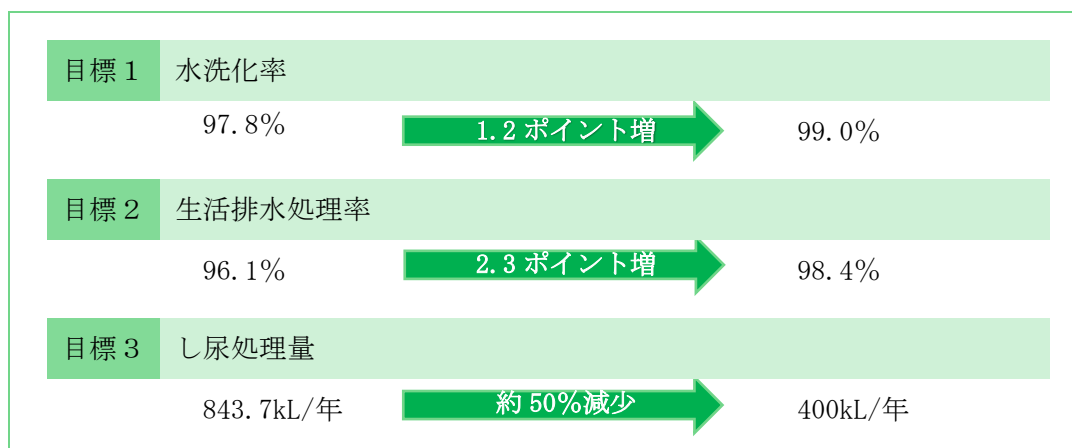 目標１ 水洗化率
97.8% 1.2ポイント増 99.0%
目標２ 生活排水処理率
96.1% 2.3ポイント増 98.4%
目標３ し尿処理量
843.7kL/年 約50%減少 400kL/年